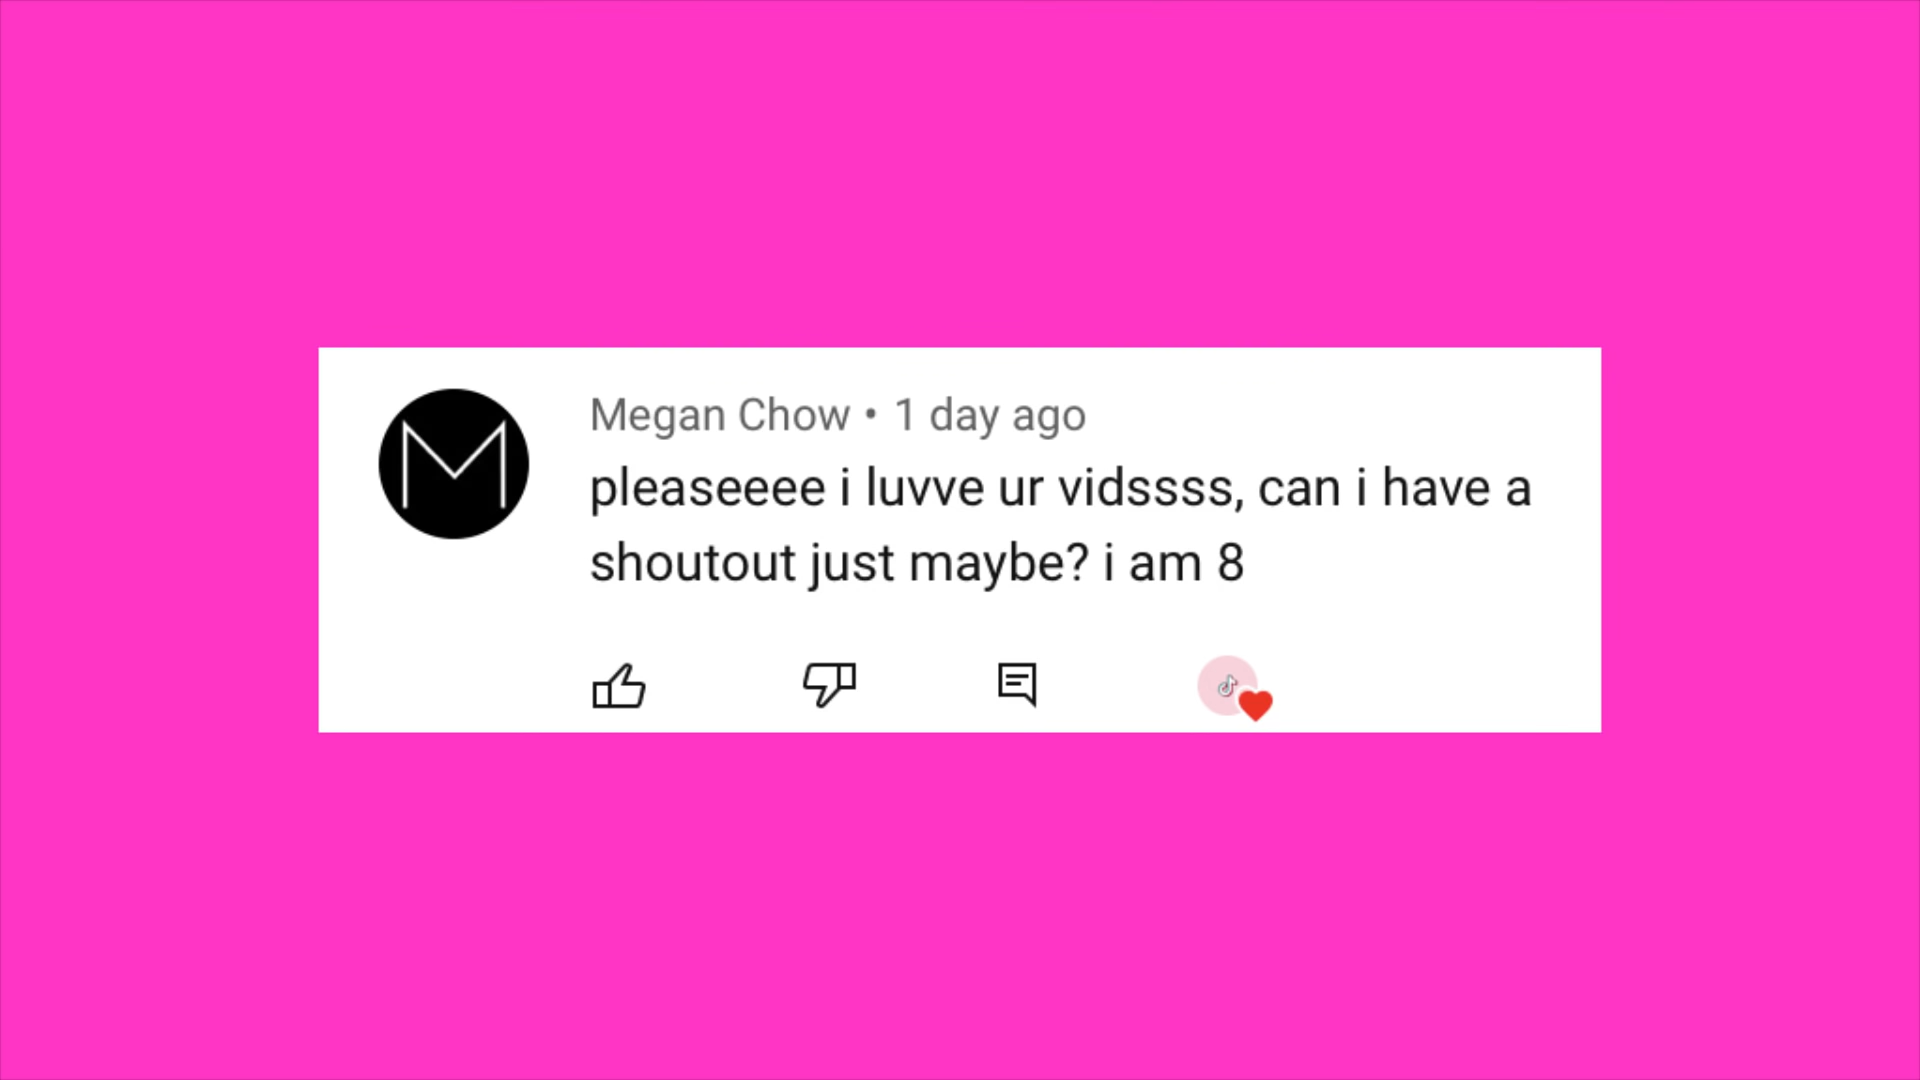 Megan Chow • 1 day ago
pleaseeee i luvve ur vidssss, can i have a
shoutout just maybe? i am 8